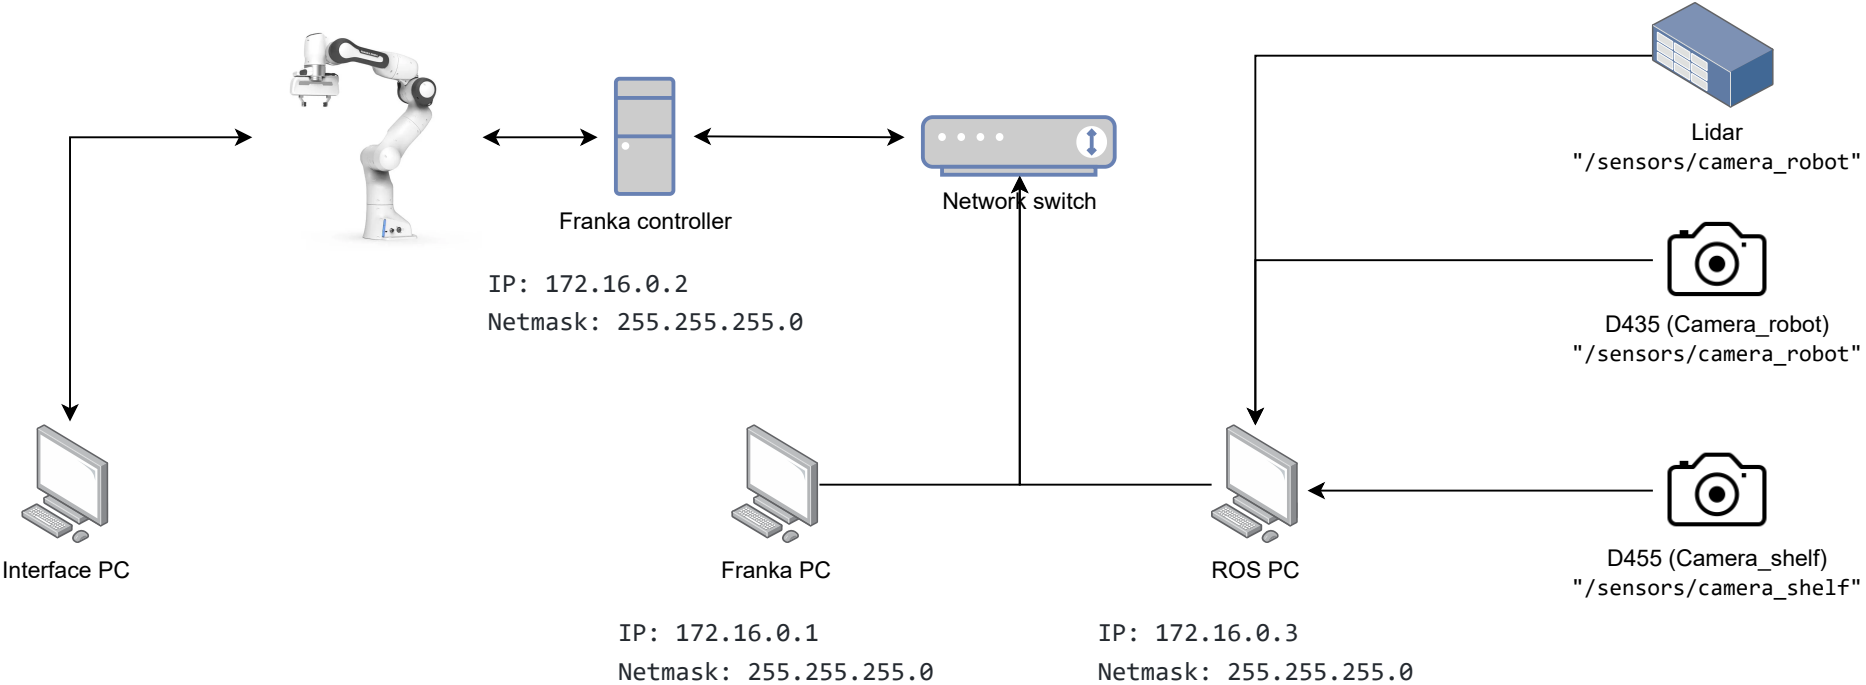 Lidar
"/sensors/camera_robot"
Network switch
Franka controller
IP: 172.16.0.2
Netmask: 255.255.255.0
D435 (Camera_robot)
"/sensors/camera_robot"
Interface PC
Franka PC
ROS PC
D455 (Camera_shelf)
"/sensors/camera_shelf"
IP: 172.16.0.1
Netmask: 255.255.255.0
IP: 172.16.0.3
Netmask: 255.255.255.0